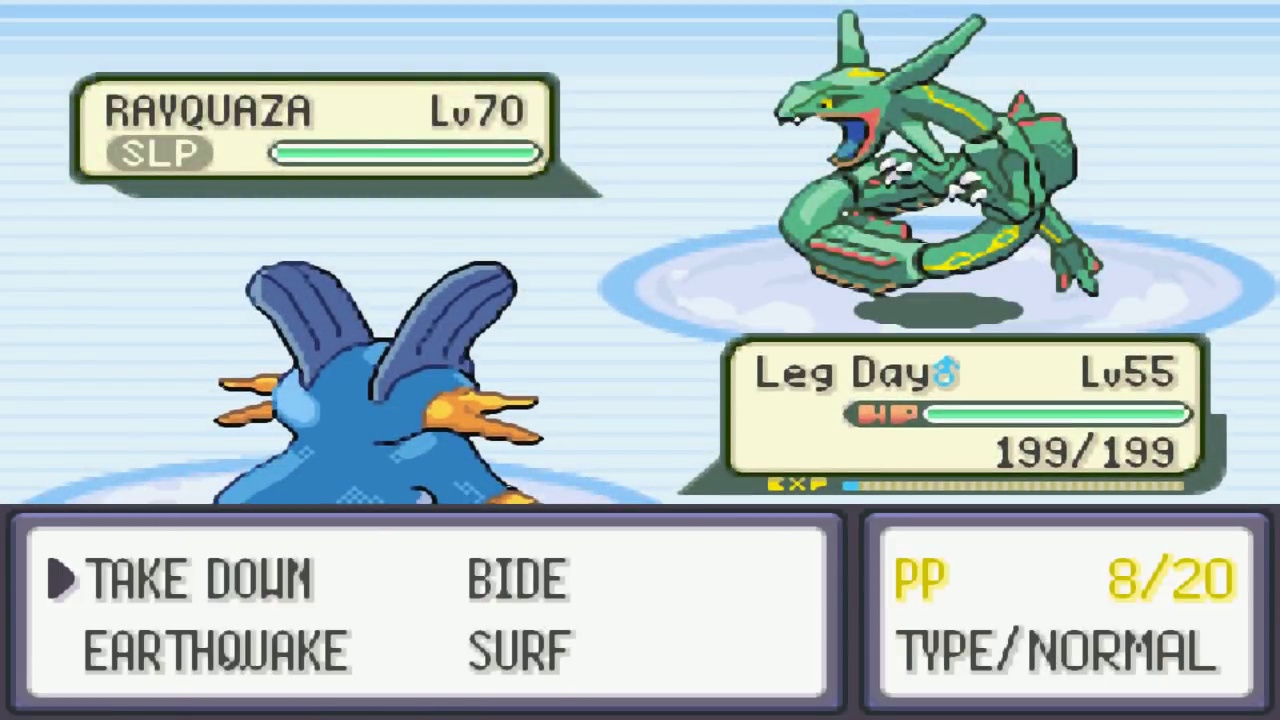 RAYQUAZA Lv70
SLP
Leg Day♂ Lv55
HP
199/199
EXP
TAKE DOWN BIDE
EARTHQUAKE SURF
PP 8/20
TYPE/NORMAL